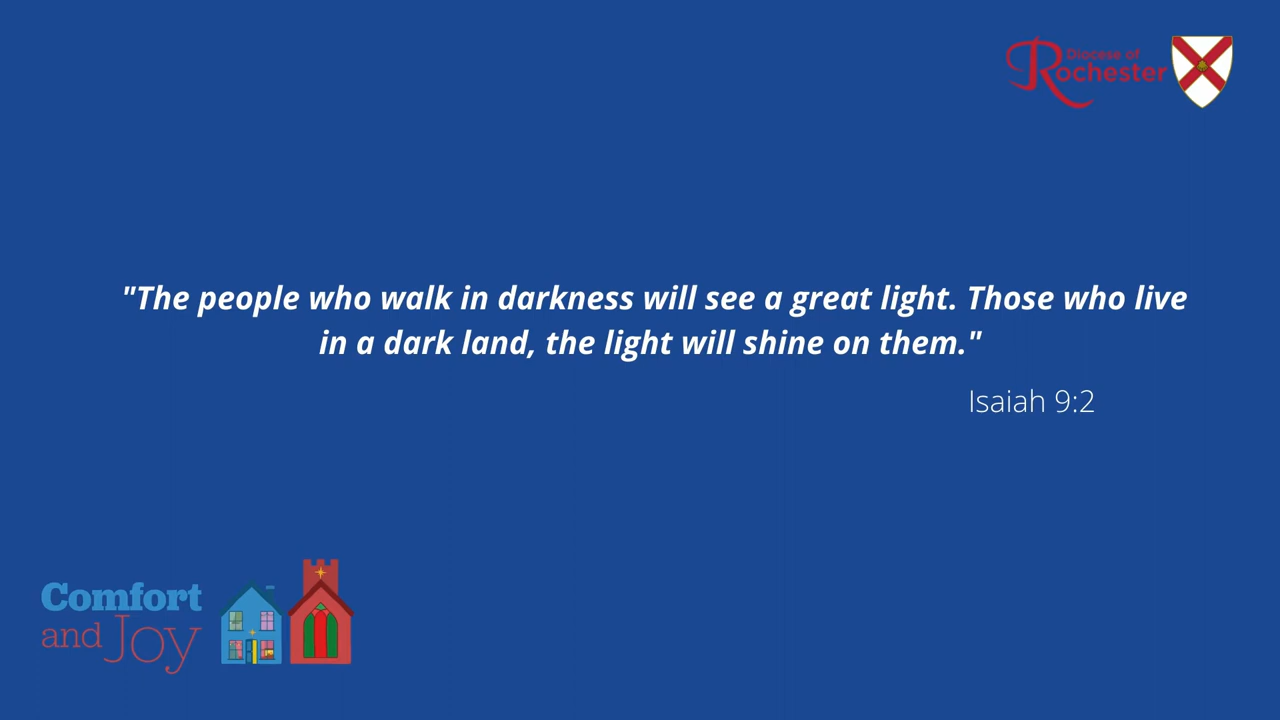 Diocese of
Rochester
"The people who walk in darkness will see a great light. Those who live
in a dark land, the light will shine on them."
Isaiah 9:2
Comfort
and Joy